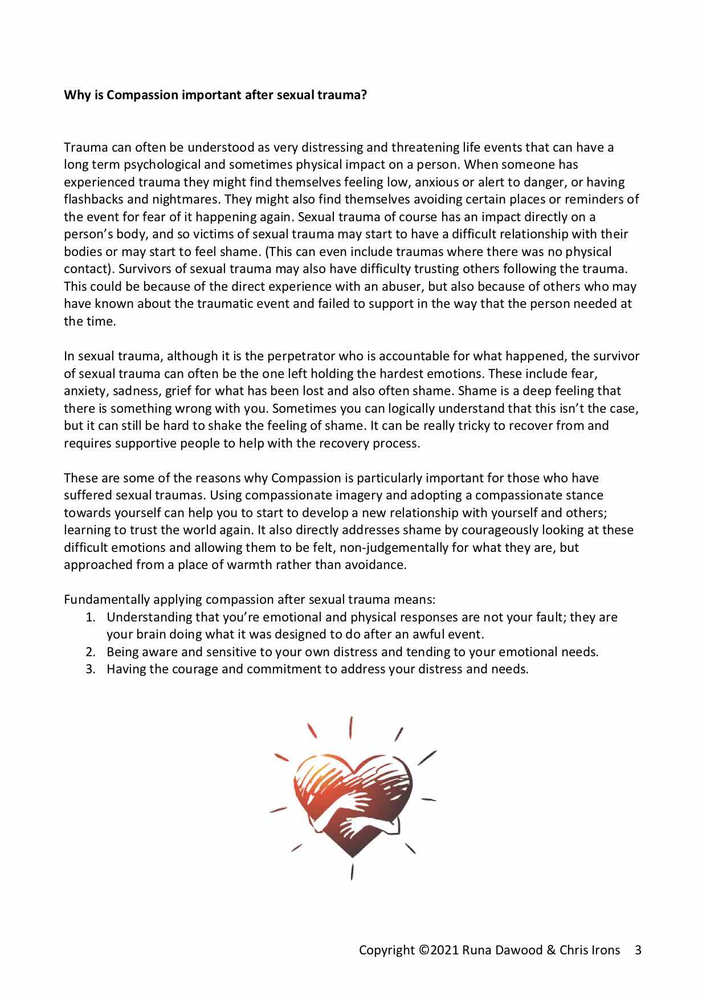 Why is Compassion important after sexual trauma?
Trauma can often be understood as very distressing and threatening life events that can have a
long term psychological and sometimes physical impact on a person. When someone has
experienced trauma they might find themselves feeling low, anxious or alert to danger, or having
flashbacks and nightmares. They might also find themselves avoiding certain places or reminders of
the event for fear of it happening again. Sexual trauma of course has an impact directly on a
person’s body, and so victims of sexual trauma may start to have a difficult relationship with their
bodies or may start to feel shame. (This can even include traumas where there was no physical
contact). Survivors of sexual trauma may also have difficulty trusting others following the trauma.
This could be because of the direct experience with an abuser, but also because of others who may
have known about the traumatic event and failed to support in the way that the person needed at
the time.
In sexual trauma, although it is the perpetrator who is accountable for what happened, the survivor
of sexual trauma can often be the one left holding the hardest emotions. These include fear,
anxiety, sadness, grief for what has been lost and also often shame. Shame is a deep feeling that
there is something wrong with you. Sometimes you can logically understand that this isn’t the case,
but it can still be hard to shake the feeling of shame. It can be really tricky to recover from and
requires supportive people to help with the recovery process.
These are some of the reasons why Compassion is particularly important for those who have
suffered sexual traumas. Using compassionate imagery and adopting a compassionate stance
towards yourself can help you to start to develop a new relationship with yourself and others;
learning to trust the world again. It also directly addresses shame by courageously looking at these
difficult emotions and allowing them to be felt, non-judgementally for what they are, but
approached from a place of warmth rather than avoidance.
Fundamentally applying compassion after sexual trauma means:
1. Understanding that you’re emotional and physical responses are not your fault; they are
your brain doing what it was designed to do after an awful event.
2. Being aware and sensitive to your own distress and tending to your emotional needs.
3. Having the courage and commitment to address your distress and needs.
Copyright ©2021 Runa Dawood & Chris Irons 3